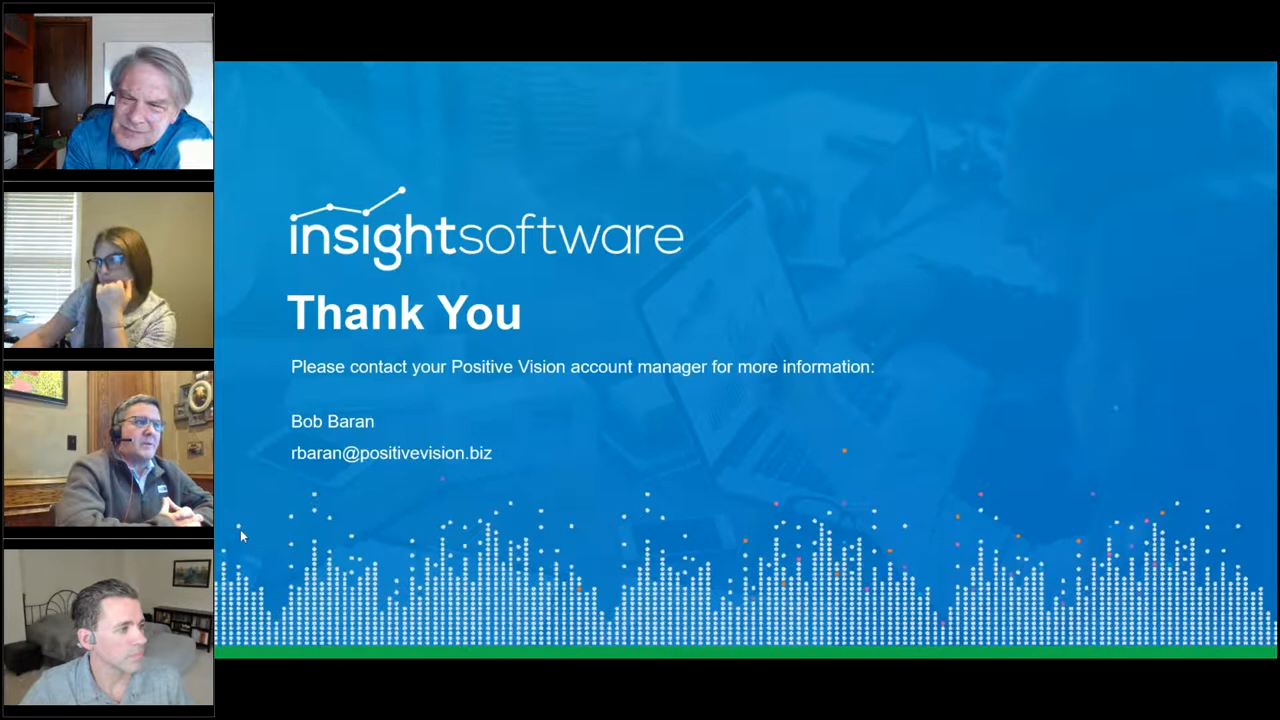 insightsoftware
Thank You
Please contact your Positive Vision account manager for more information:
Bob Baran
rbaran@positivevision.biz